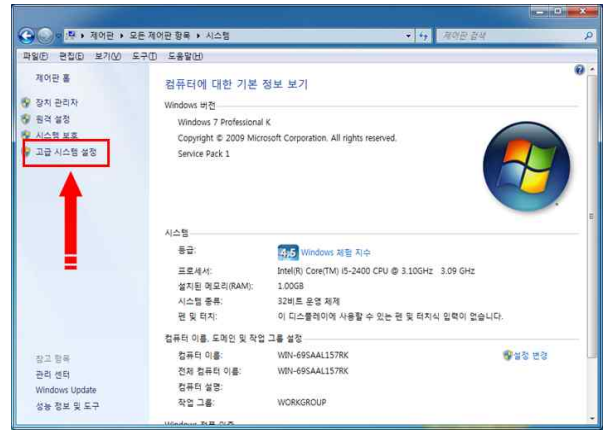 제어판 ▸ 모든 제어판 항목 ▸ 시스템
제어판 검색
파일(F) 편집(E) 보기(V) 도구(T) 도움말(H)
제어판 홈
장치 관리자
원격 설정
시스템 보호
고급 시스템 설정
참고 항목
관리 센터
Windows Update
성능 정보 및 도구
컴퓨터에 대한 기본 정보 보기
Windows 버전
Windows 7 Professional K
Copyright © 2009 Microsoft Corporation. All rights reserved.
Service Pack 1
시스템
등급: 4,5 Windows 체험 지수
프로세서: Intel(R) Core(TM) i5-2400 CPU @ 3.10GHz 3.09 GHz
설치된 메모리(RAM): 1.00GB
시스템 종류: 32비트 운영 체제
펜 및 터치: 이 디스플레이에 사용할 수 있는 펜 및 터치식 입력이 없습니다.
컴퓨터 이름, 도메인 및 작업 그룹 설정
컴퓨터 이름: WIN-69SAAL157RK 설정 변경
전체 컴퓨터 이름: WIN-69SAAL157RK
컴퓨터 설명:
작업 그룹: WORKGROUP
Windows 정품 인증